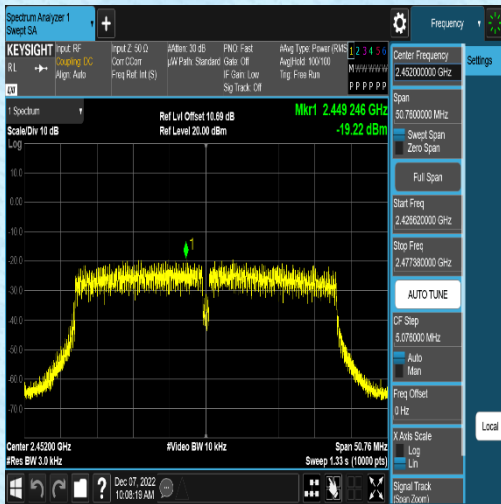 Spectrum Analyzer 1
Swept SA
+
Frequency
KEYSIGHT
Input: RF
Input Z: 50 Ω
#Atten: 30 dB
PNO: Fast
#Avg Type: Power (RMS)
1 2 3 4 5 6
RL
Coupling: DC
Corr CCorr
µW Path: Standard
Gate: Off
Avg|Hold: 100/100
M W W W W W
Align: Auto
Freq Ref: Int (S)
IF Gain: Low
Trig: Free Run
Sig Track: Off
P P P P P P
LXI
1 Spectrum
Ref Lvl Offset 10.69 dB
Mkr1 2.449 246 GHz
Scale/Div 10 dB
Ref Level 20.00 dBm
-19.22 dBm
Log
10.0
0.00
-10.0
-20.0
-30.0
-40.0
-50.0
-60.0
-70.0
1
Center 2.45200 GHz
#Video BW 10 kHz
Span 50.76 MHz
#Res BW 3.0 kHz
Sweep 1.33 s (10000 pts)
Dec 07, 2022
10:08:19 AM
?
Center Frequency
2.452000000 GHz
Settings
Span
50.7600000 MHz
Swept Span
Zero Span
Full Span
Start Freq
2.426620000 GHz
Stop Freq
2.477380000 GHz
AUTO TUNE
CF Step
5.076000 MHz
Auto
Man
Freq Offset
0 Hz
X Axis Scale
Log
Lin
Local
Signal Track
(Span Zoom)